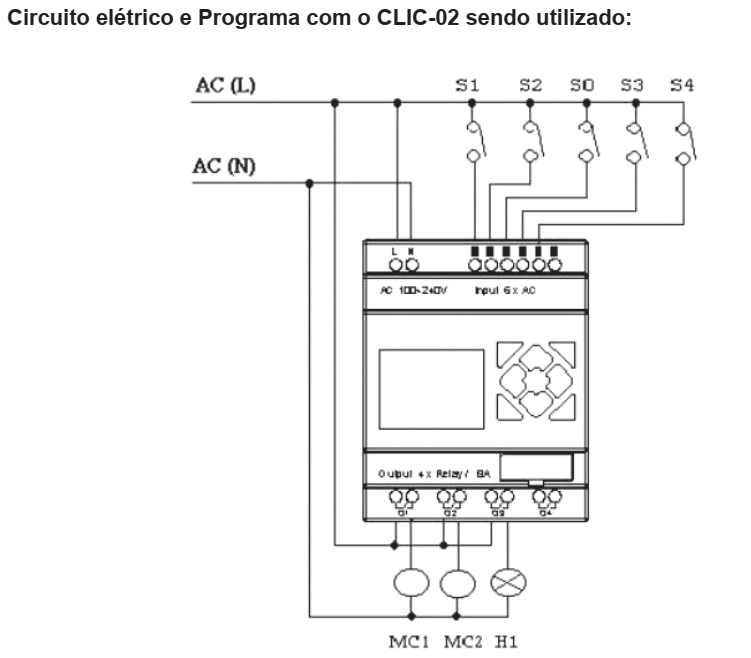 Circuito elétrico e Programa com o CLIC-02 sendo utilizado:
AC (L)
S1 S2 S0 S3 S4
AC (N)
L N
AC 100~240V Input 6 x AC
Output 4 x Relay / 8A
Q1 Q2 Q3 Q4
MC1 MC2 H1